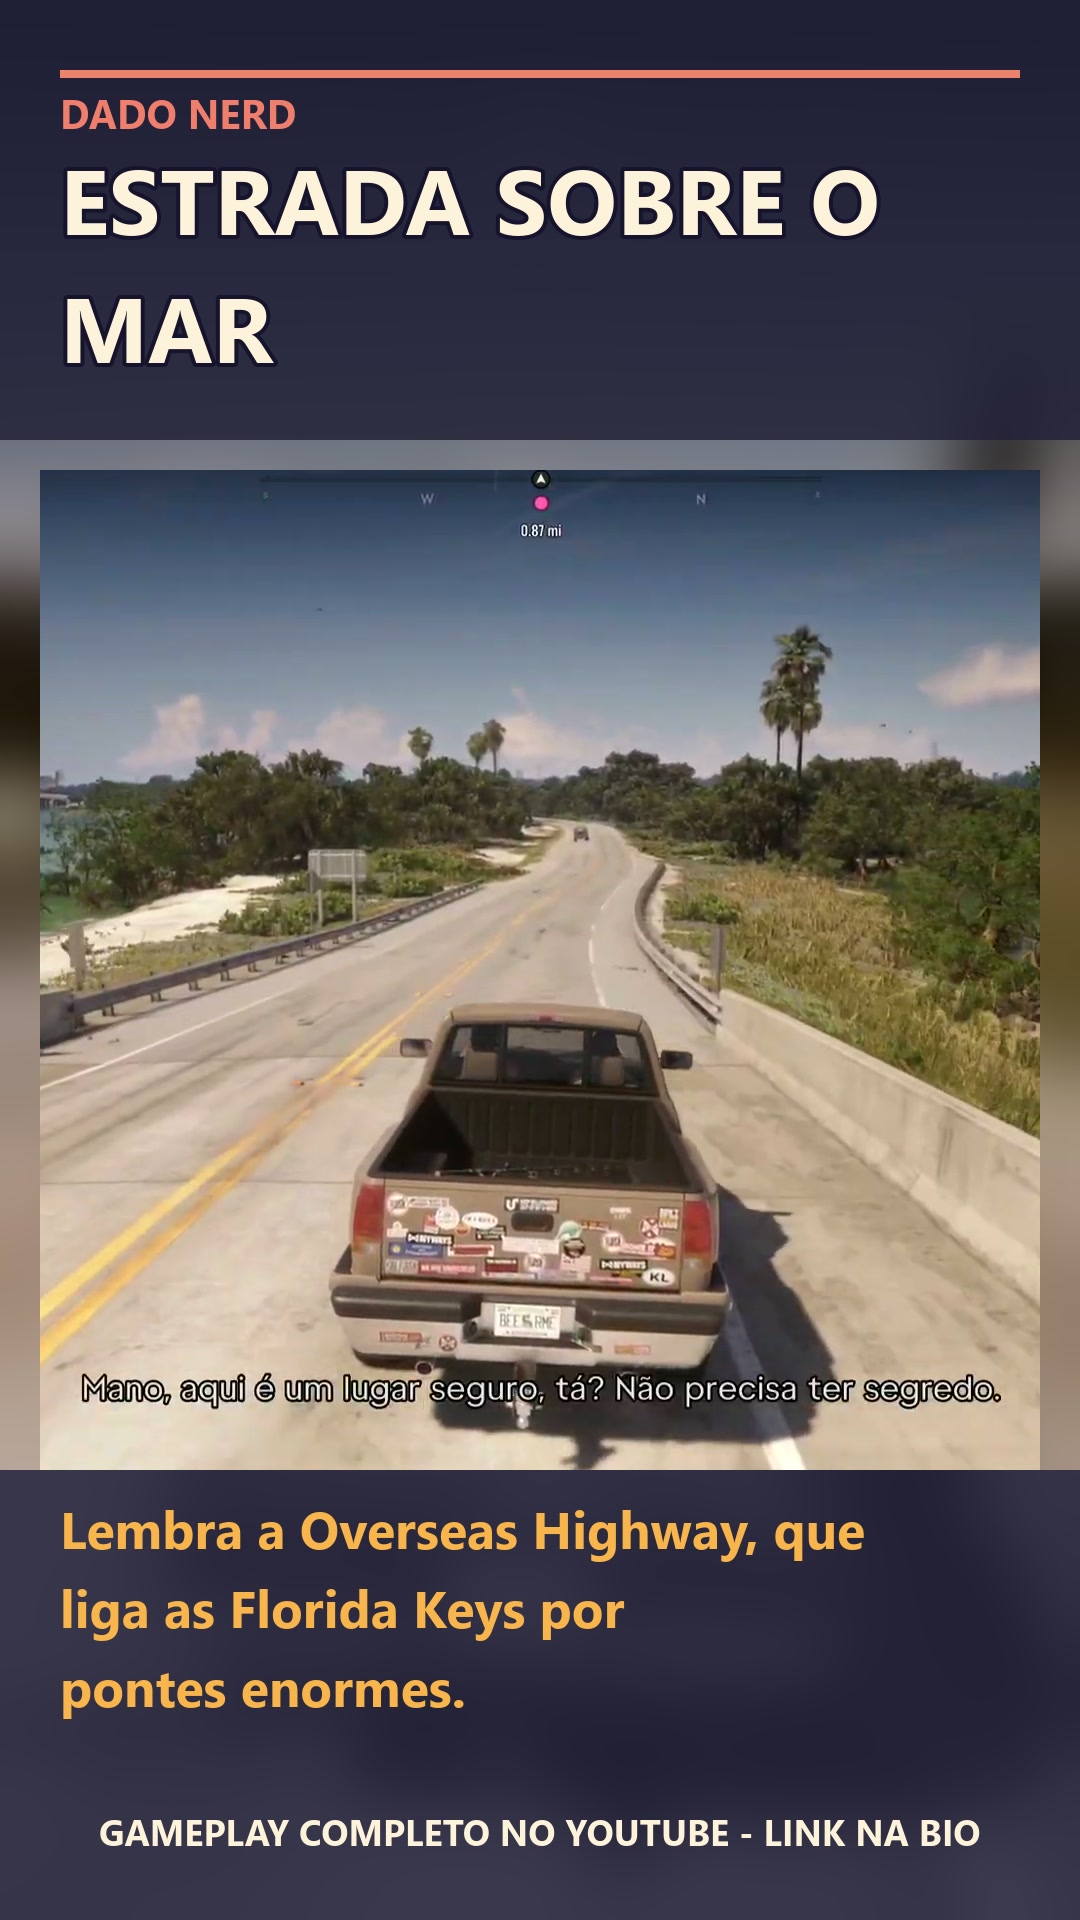 DADO NERD
ESTRADA SOBRE O
MAR
S W N E
0.87 mi
KL
Mano, aqui é um lugar seguro, tá? Não precisa ter segredo.
Lembra a Overseas Highway, que
liga as Florida Keys por
pontes enormes.
GAMEPLAY COMPLETO NO YOUTUBE - LINK NA BIO